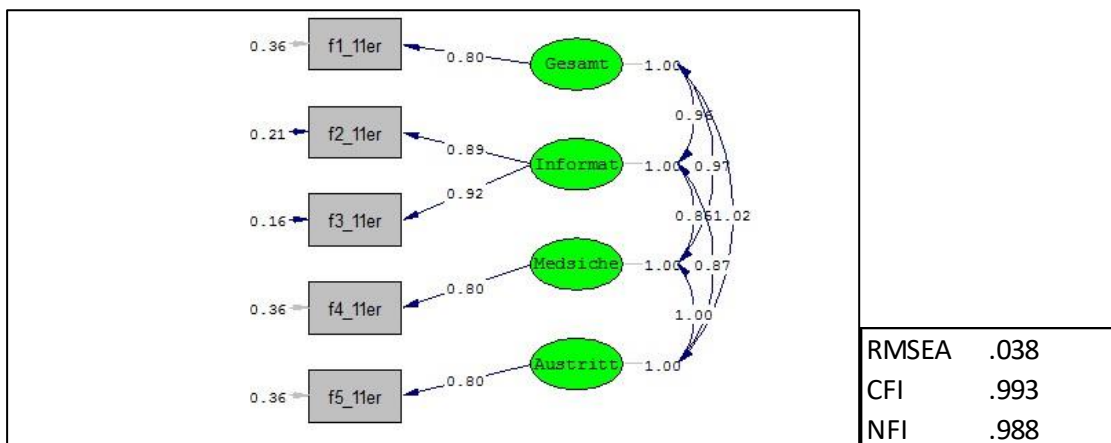 0.36 f1_11er 0.80 Gesamt 1.00
0.96
0.21 f2_11er 0.89 Informat 1.00 0.97
0.92
0.16 f3_11er 0.86 1.02
Medsiche 1.00 0.87
0.36 f4_11er 0.80
1.00
Austritt 1.00
0.36 f5_11er 0.80
RMSEA .038
CFI .993
NFI .988